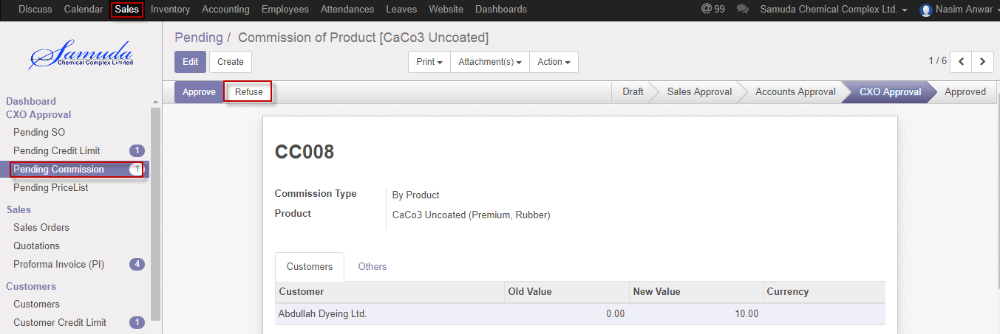 Discuss Calendar Sales Inventory Accounting Employees Attendances Leaves Website Dashboards @ 99 Samuda Chemical Complex Ltd. Nasim Anwar
Samuda
Chemical Complex Limited
Dashboard
CXO Approval
Pending SO
Pending Credit Limit 1
Pending Commission 1
Pending PriceList
Sales
Sales Orders
Quotations
Proforma Invoice (PI) 4
Customers
Customers
Customer Credit Limit 1
Pending / Commission of Product [CaCo3 Uncoated]
Edit Create Print Attachment(s) Action 1 / 6
Approve Refuse Draft Sales Approval Accounts Approval CXO Approval Approved
CC008
Commission Type By Product
Product CaCo3 Uncoated (Premium, Rubber)
Customers Others
Customer Old Value New Value Currency
Abdullah Dyeing Ltd. 0.00 10.00